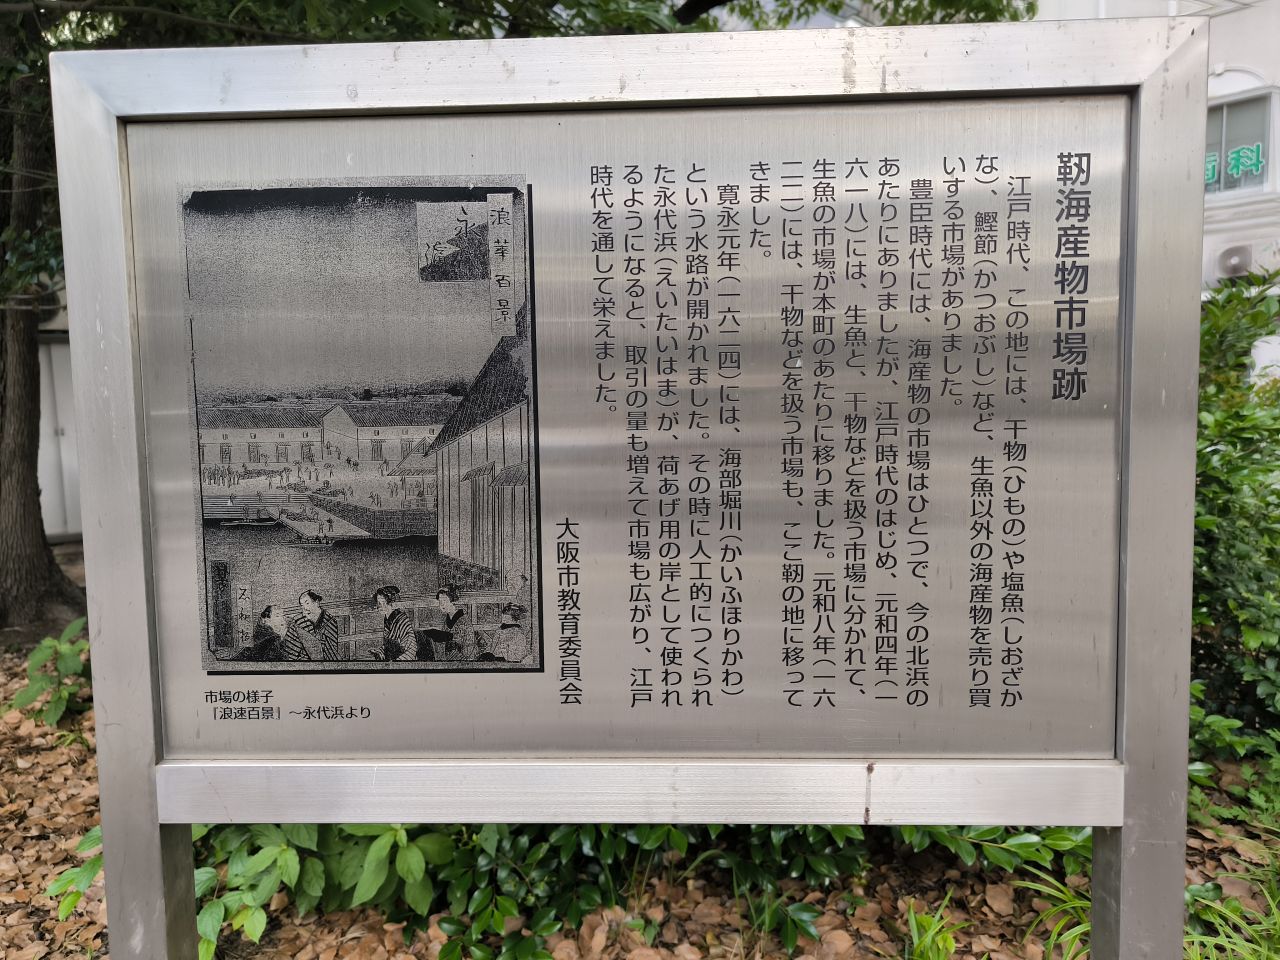 靭海産物市場跡
江戸時代、この地には、干物(ひもの)や塩魚(しおざか
な)、鰹節(かつおぶし)など、生魚以外の海産物を売り買
いする市場がありました。
豊臣時代には、海産物の市場はひとつで、今の北浜の
あたりにありましたが、江戸時代のはじめ、元和四年(一
六一八)には、生魚と、干物などを扱う市場に分かれて、
生魚の市場が本町のあたりに移りました。元和八年(一六
二二)には、干物などを扱う市場も、ここ靭の地に移って
きました。
寛永元年(一六二四)には、海部堀川(かいふほりかわ)
という水路が開かれました。その時に人工的につくられ
た永代浜(えいたいはま)が、荷あげ用の岸として使われ
るようになると、取引の量も増えて市場も広がり、江戸
時代を通して栄えました。
大阪市教育委員会
浪華百景
永代浜
市場の様子
『浪速百景』～永代浜より
歯科